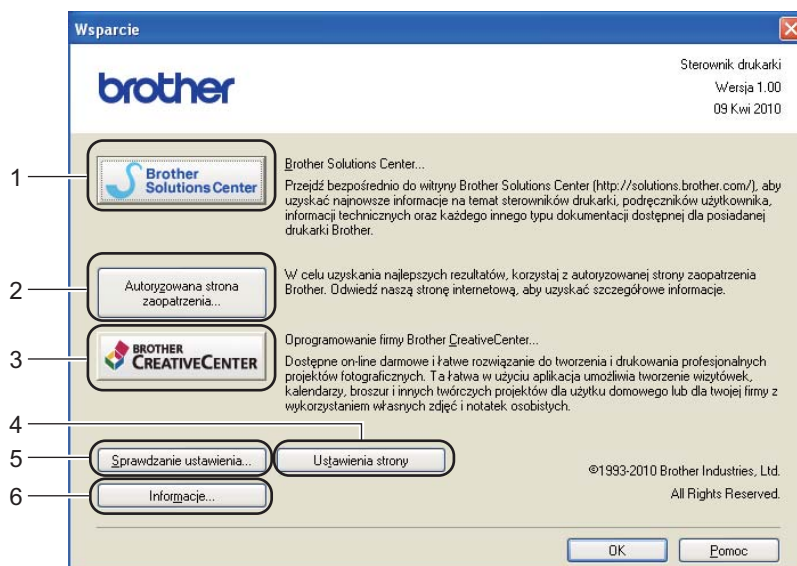 Wsparcie
brother
Sterownik drukarki
Wersja 1.00
09 Kwi 2010
1
Brother
Solutions Center
Brother Solutions Center...
Przejdź bezpośrednio do witryny Brother Solutions Center (http://solutions.brother.com/), aby
uzyskać najnowsze informacje na temat sterowników drukarki, podręczników użytkownika,
informacji technicznych oraz każdego innego typu dokumentacji dostępnej dla posiadanej
drukarki Brother.
2
Autoryzowana strona
zaopatrzenia...
W celu uzyskania najlepszych rezultatów, korzystaj z autoryzowanej strony zaopatrzenia
Brother. Odwiedź naszą stronę internetową, aby uzyskać szczegółowe informacje.
3
BROTHER
CREATIVECENTER
Oprogramowanie firmy Brother CreativeCenter...
Dostępne on-line darmowe i łatwe rozwiązanie do tworzenia i drukowania profesjonalnych
projektów fotograficznych. Ta łatwa w użyciu aplikacja umożliwia tworzenie wizytówek,
kalendarzy, broszur i innych twórczych projektów dla użytku domowego lub dla twojej firmy z
wykorzystaniem własnych zdjęć i notatek osobistych.
4
5
Sprawdzanie ustawienia...
Ustawienia strony
©1993-2010 Brother Industries, Ltd.
All Rights Reserved.
6
Informacje...
OK
Pomoc